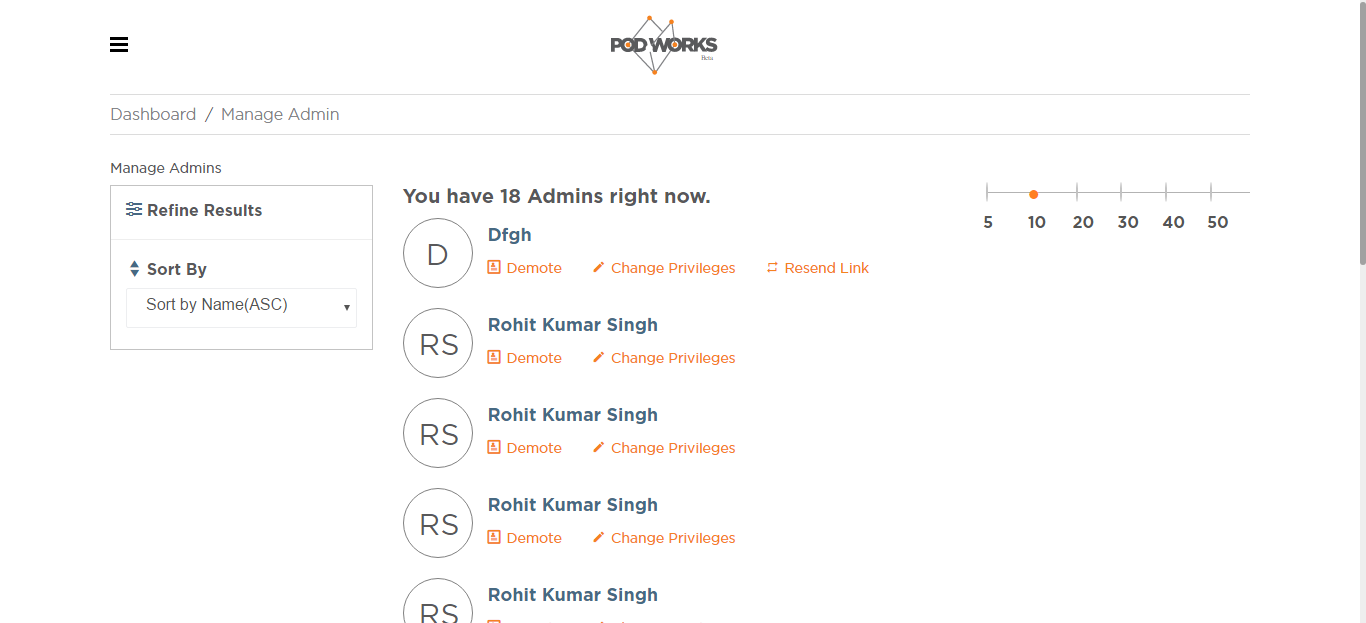 POD WORKS
Beta
Dashboard / Manage Admin
Manage Admins
Refine Results
Sort By
Sort by Name(ASC)
You have 18 Admins right now.
5 10 20 30 40 50
D
Dfgh
Demote Change Privileges Resend Link
RS
Rohit Kumar Singh
Demote Change Privileges
RS
Rohit Kumar Singh
Demote Change Privileges
RS
Rohit Kumar Singh
Demote Change Privileges
RS
Rohit Kumar Singh